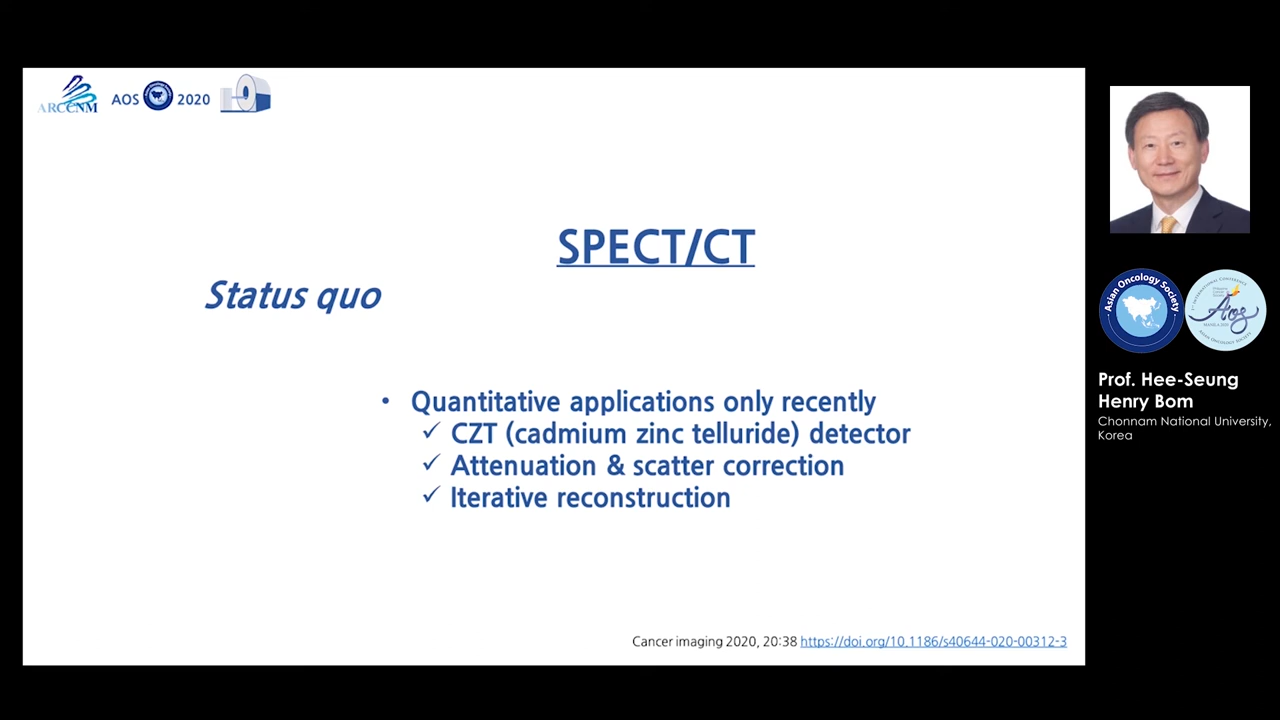 ARCCNM
AOS 2020
SPECT/CT
Status quo
• Quantitative applications only recently
✓ CZT (cadmium zinc telluride) detector
✓ Attenuation & scatter correction
✓ Iterative reconstruction
Cancer imaging 2020, 20:38 https://doi.org/10.1186/s40644-020-00312-3
Asian Oncology Society
Aos
Prof. Hee-Seung
Henry Bom
Chonnam National University,
Korea